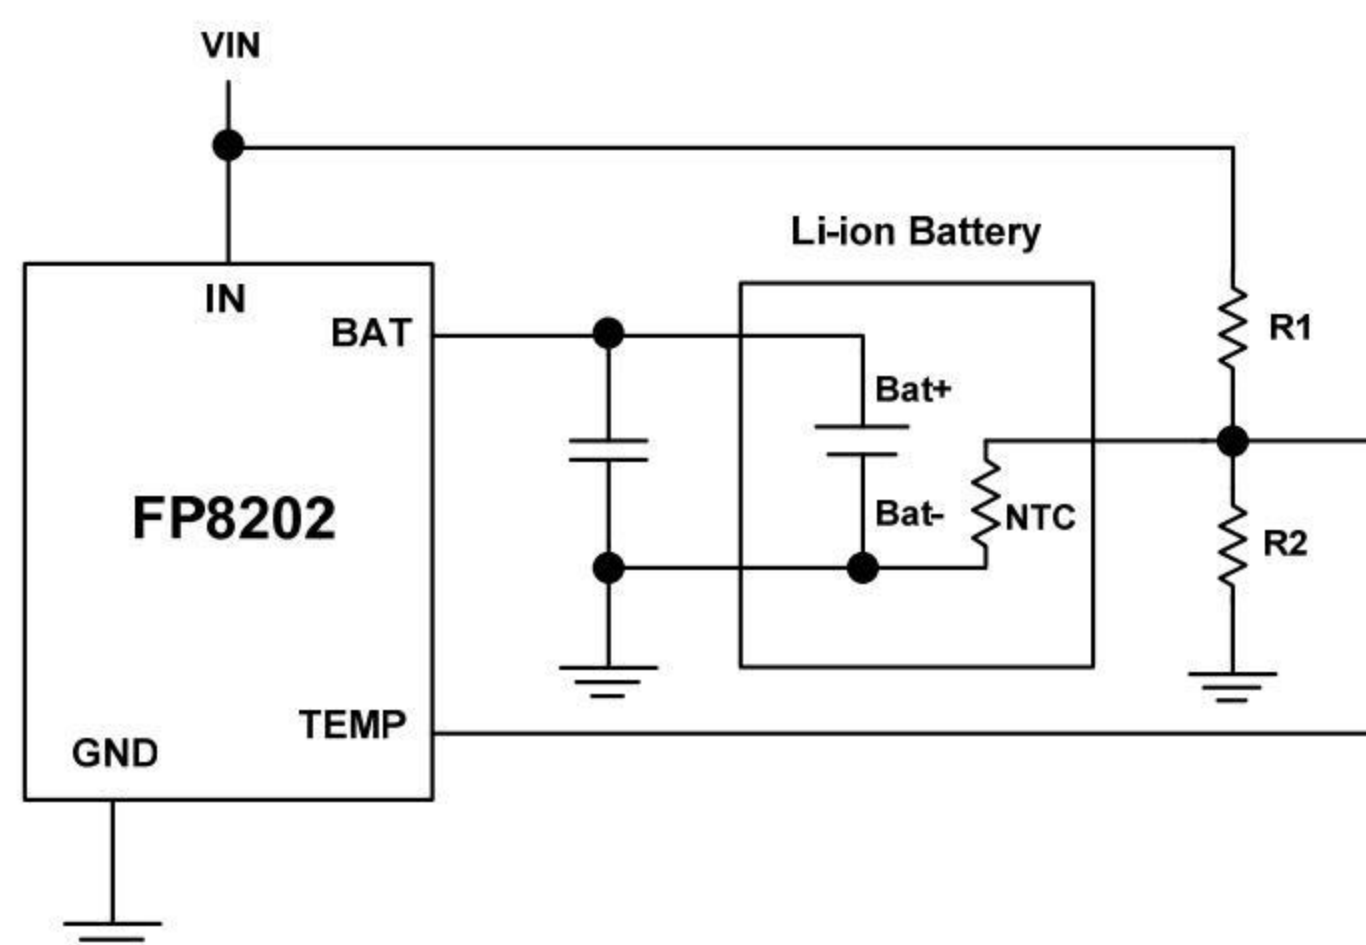 VIN
Li-ion Battery
IN
BAT
R1
Bat+
FP8202
Bat-
NTC
R2
TEMP
GND